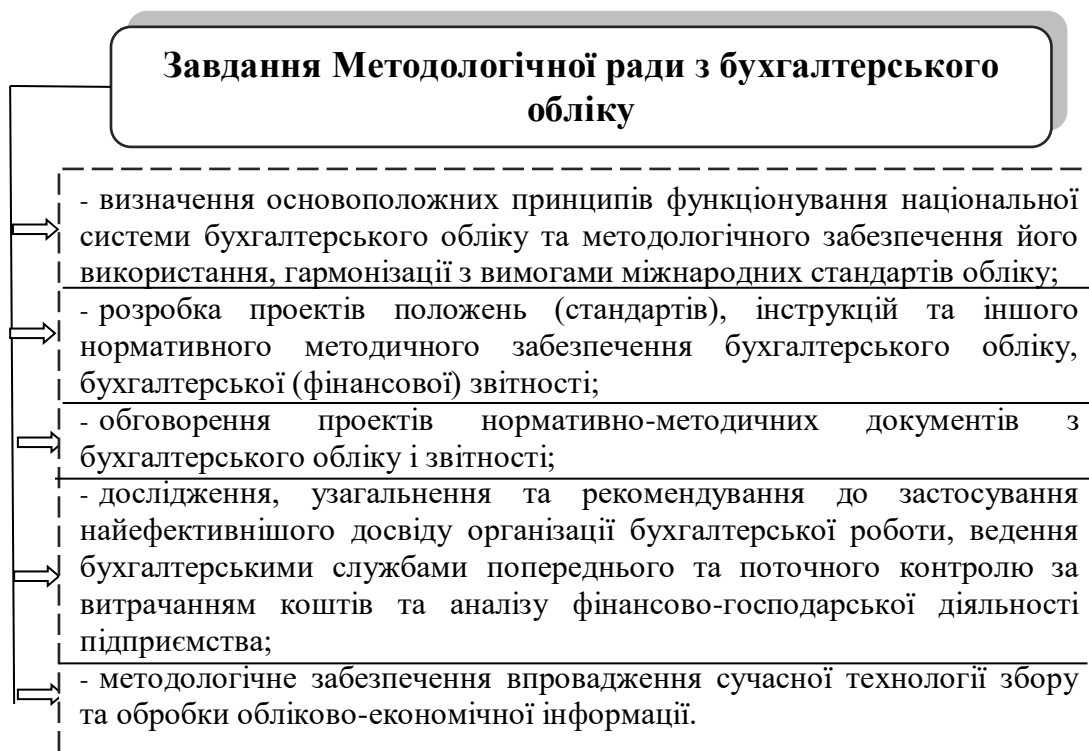 Завдання Методологічної ради з бухгалтерського
обліку
- визначення основоположних принципів функціонування національної
системи бухгалтерського обліку та методологічного забезпечення його
використання, гармонізації з вимогами міжнародних стандартів обліку;
- розробка проектів положень (стандартів), інструкцій та іншого
нормативного методичного забезпечення бухгалтерського обліку,
бухгалтерської (фінансової) звітності;
- обговорення проектів нормативно-методичних документів з
бухгалтерського обліку і звітності;
- дослідження, узагальнення та рекомендування до застосування
найефективнішого досвіду організації бухгалтерської роботи, ведення
бухгалтерськими службами попереднього та поточного контролю за
витрачанням коштів та аналізу фінансово-господарської діяльності
підприємства;
- методологічне забезпечення впровадження сучасної технології збору
та обробки обліково-економічної інформації.